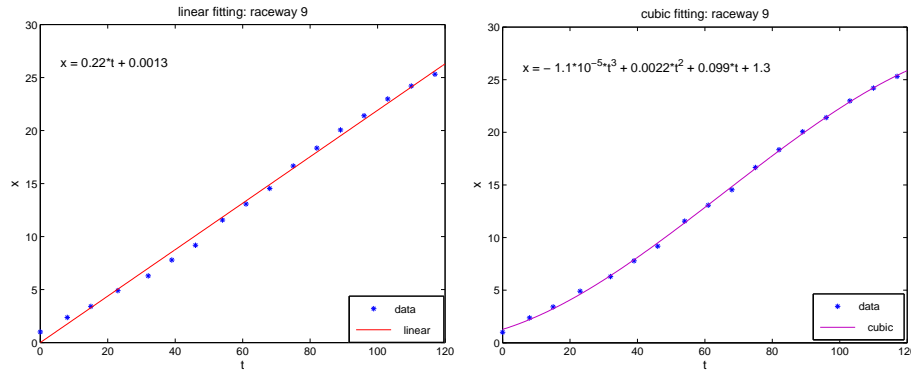 linear fitting: raceway 9
x = 0.22*t + 0.0013
30
25
20
15
10
5
0
x
0 20 40 60 80 100 120
t
data
linear
cubic fitting: raceway 9
x = − 1.1*10^−5*t^3 + 0.0022*t^2 + 0.099*t + 1.3
30
25
20
15
10
5
0
x
0 20 40 60 80 100 120
t
data
cubic